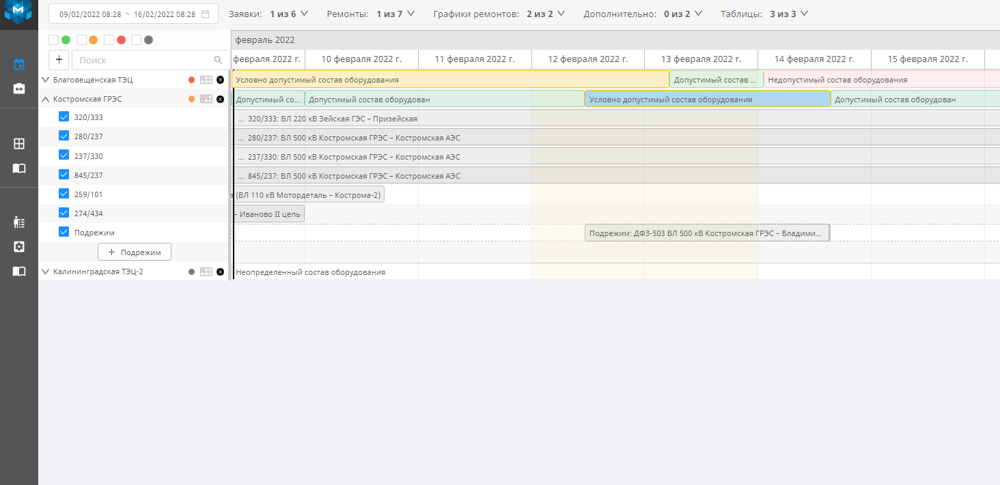 09/02/2022 08:28 ~ 16/02/2022 08:28 Заявки: 1 из 6 Ремонты: 1 из 7 Графики ремонтов: 2 из 2 Дополнительно: 0 из 2 Таблицы: 3 из 3
февраль 2022
+ Поиск февраля 2022 г. 10 февраля 2022 г. 11 февраля 2022 г. 12 февраля 2022 г. 13 февраля 2022 г. 14 февраля 2022 г. 15 февраля 2022 г.
Благовещенская ТЭЦ Условно допустимый состав оборудования Допустимый состав ... Недопустимый состав оборудования
Костромская ГРЭС Допустимый со... Допустимый состав оборудован Условно допустимый состав оборудования Допустимый состав оборудован
320/333 ... 320/333: ВЛ 220 кВ Зейская ГЭС – Призейская
280/237 ... 280/237: ВЛ 500 кВ Костромская ГРЭС – Костромская АЭС
237/330 ... 237/330: ВЛ 500 кВ Костромская ГРЭС – Костромская АЭС
845/237 ... 845/237: ВЛ 500 кВ Костромская ГРЭС – Костромская АЭС
259/101 (ВЛ 110 кВ Мотордеталь – Кострома-2)
274/434 – Иваново II цепь
Подрежим Подрежим: ДФЗ-503 ВЛ 500 кВ Костромская ГРЭС – Владими...
+ Подрежим
Калининградская ТЭЦ-2 Неопределенный состав оборудования